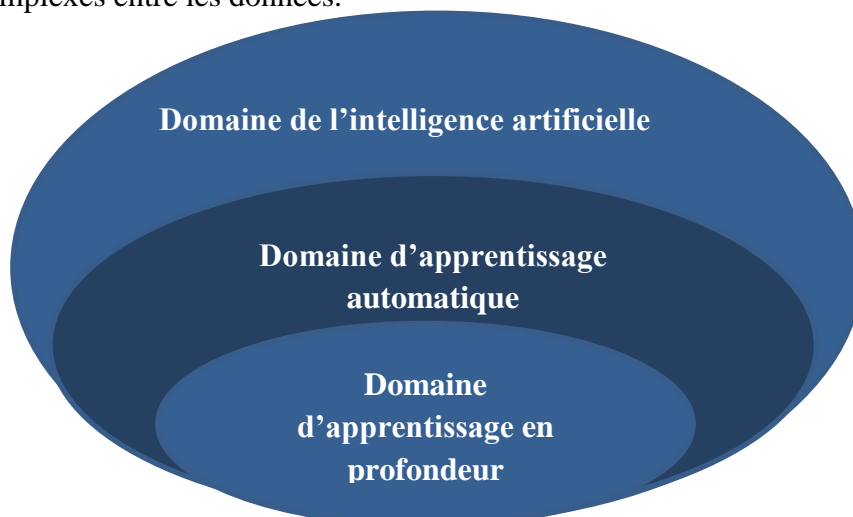 mplexes entre les données.
Domaine de l’intelligence artificielle
Domaine d’apprentissage
automatique
Domaine
d’apprentissage en
profondeur